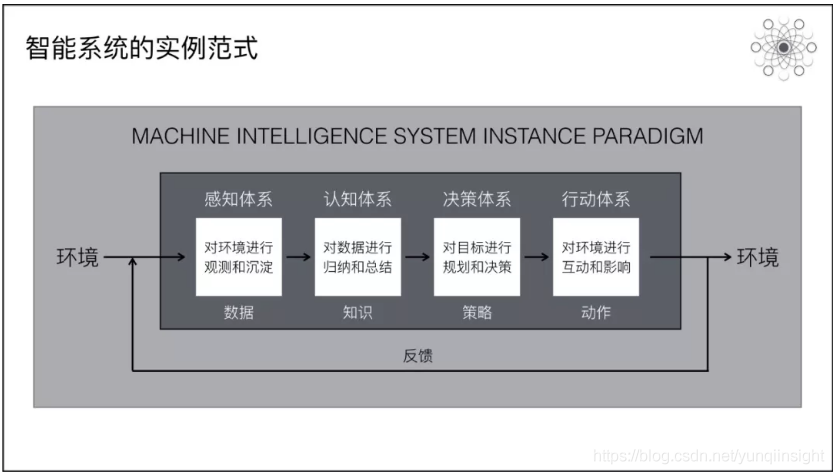 智能系统的实例范式
MACHINE INTELLIGENCE SYSTEM INSTANCE PARADIGM
感知体系
认知体系
决策体系
行动体系
环境
对环境进行
观测和沉淀
对数据进行
归纳和总结
对目标进行
规划和决策
对环境进行
互动和影响
环境
数据
知识
策略
动作
反馈
https://blog.csdn.net/yunqiinsight